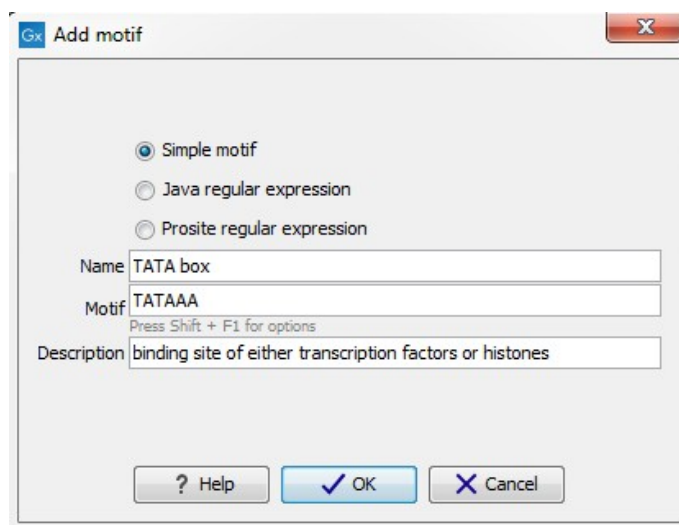 Gx Add motif
X
Simple motif
Java regular expression
Prosite regular expression
Name TATA box
Motif TATAAA
Press Shift + F1 for options
Description binding site of either transcription factors or histones
? Help OK Cancel